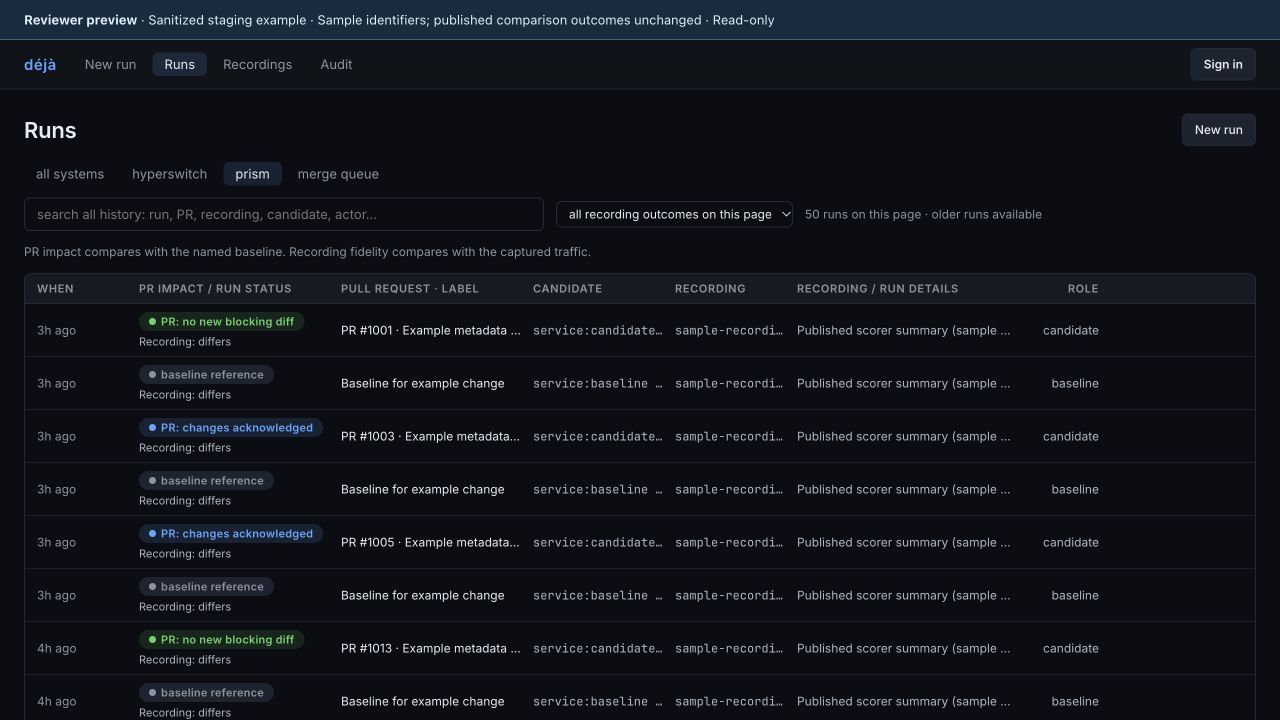 Reviewer preview · Sanitized staging example · Sample identifiers; published comparison outcomes unchanged · Read-only
déjà New run Runs Recordings Audit Sign in
Runs New run
all systems hyperswitch prism merge queue
search all history: run, PR, recording, candidate, actor... all recording outcomes on this page 50 runs on this page · older runs available
PR impact compares with the named baseline. Recording fidelity compares with the captured traffic.
WHEN PR IMPACT / RUN STATUS PULL REQUEST · LABEL CANDIDATE RECORDING RECORDING / RUN DETAILS ROLE
3h ago PR: no new blocking diff PR #1001 · Example metadata ... service:candidate… sample-recordi… Published scorer summary (sample ... candidate
Recording: differs
3h ago baseline reference Baseline for example change service:baseline … sample-recordi… Published scorer summary (sample ... baseline
Recording: differs
3h ago PR: changes acknowledged PR #1003 · Example metadata... service:candidate… sample-recordi… Published scorer summary (sample ... candidate
Recording: differs
3h ago baseline reference Baseline for example change service:baseline … sample-recordi… Published scorer summary (sample ... baseline
Recording: differs
3h ago PR: changes acknowledged PR #1005 · Example metadata... service:candidate… sample-recordi… Published scorer summary (sample ... candidate
Recording: differs
3h ago baseline reference Baseline for example change service:baseline … sample-recordi… Published scorer summary (sample ... baseline
Recording: differs
4h ago PR: no new blocking diff PR #1013 · Example metadata ... service:candidate… sample-recordi… Published scorer summary (sample ... candidate
Recording: differs
4h ago baseline reference Baseline for example change service:baseline … sample-recordi… Published scorer summary (sample ... baseline
Recording: differs